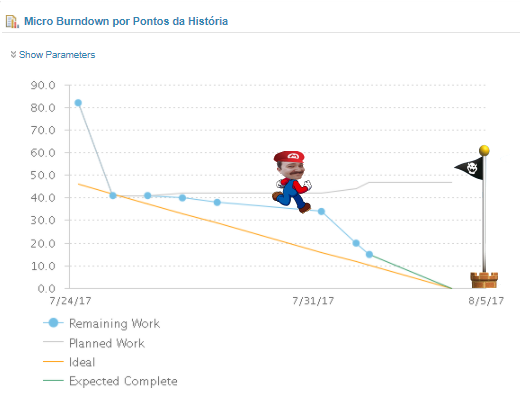 Micro Burndown por Pontos da História
Show Parameters
90.0
80.0
70.0
60.0
50.0
40.0
30.0
20.0
10.0
0.0
7/24/17 7/31/17 8/5/17
Remaining Work
Planned Work
Ideal
Expected Complete